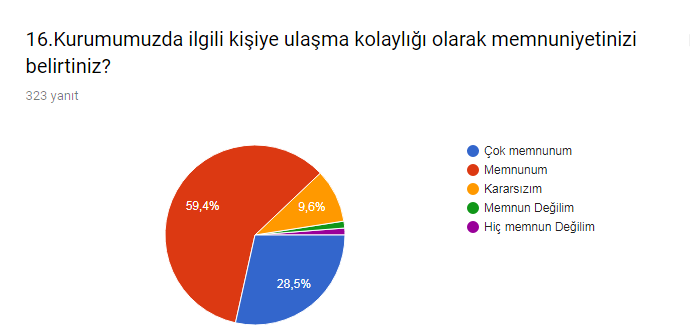 16.Kurumumuzda ilgili kişiye ulaşma kolaylığı olarak memnuniyetinizi
belirtiniz?
323 yanıt
Çok memnunum
Memnunum
Kararsızım
Memnun Değilim
Hiç memnun Değilim
59,4%
9,6%
28,5%